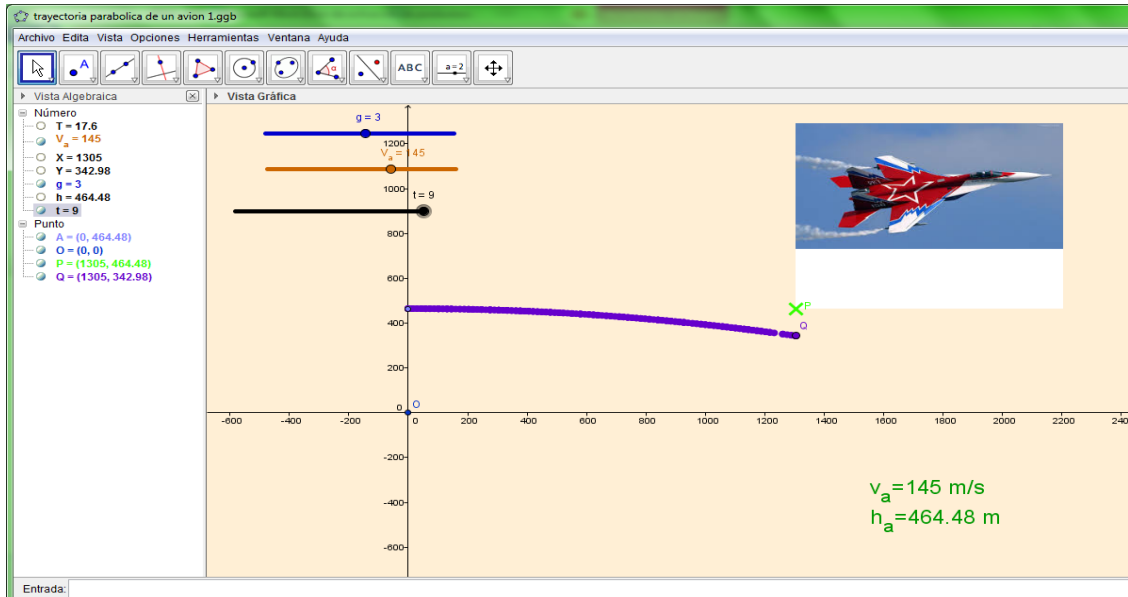 trayectoria parabolica de un avion 1.ggb
Archivo Edita Vista Opciones Herramientas Ventana Ayuda
A ABC a=2
Vista Algebraica
Número
T = 17.6
Va = 145
X = 1305
Y = 342.98
g = 3
h = 464.48
t = 9
Punto
A = (0, 464.48)
O = (0, 0)
P = (1305, 464.48)
Q = (1305, 342.98)
Vista Gráfica
g = 3
Va = 145
t = 9
1200
1000
800
600
400
200
0
-200
-400
-600
-600 -400 -200 0 200 400 600 800 1000 1200 1400 1600 1800 2000 2200 240
O
P
Q
va=145 m/s
ha=464.48 m
Entrada: